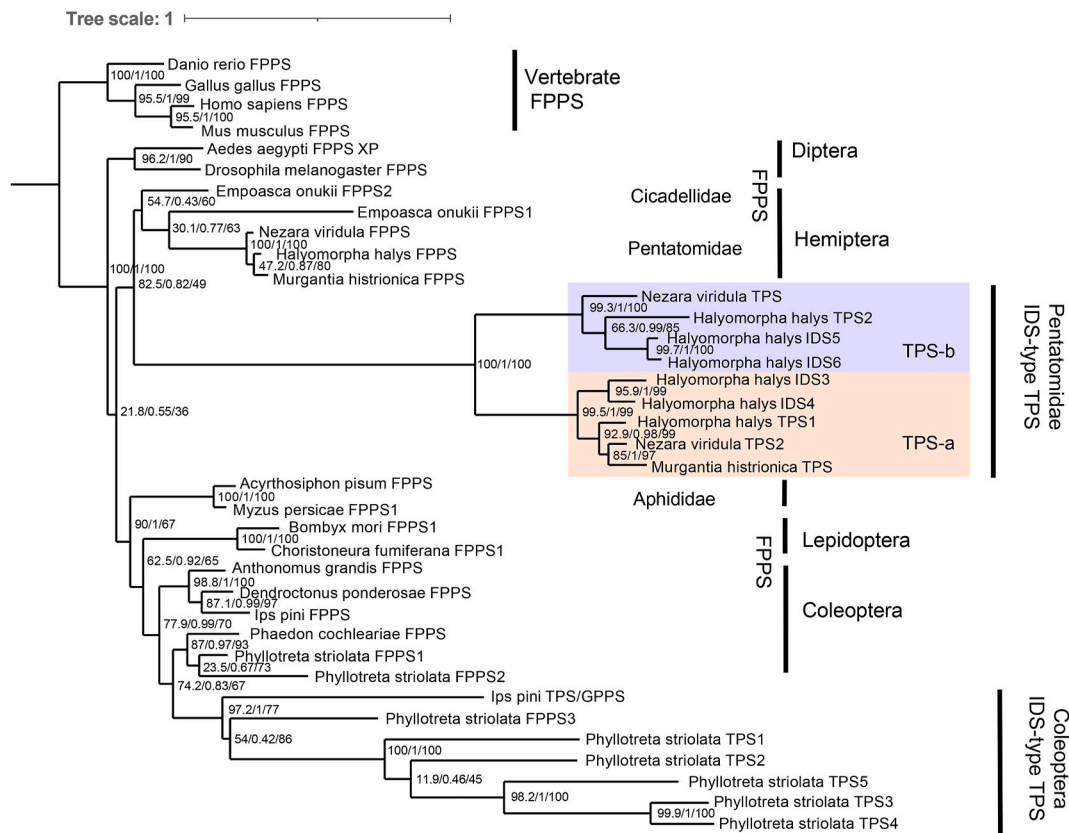 Tree scale: 1
Danio rerio FPPS
100/1/100
Gallus gallus FPPS
95.5/1/99
Homo sapiens FPPS
95.5/1/100
Mus musculus FPPS
Vertebrate
FPPS
Aedes aegypti FPPS XP
96.2/1/90
Drosophila melanogaster FPPS
Diptera
FPPS
Empoasca onukii FPPS2
54.7/0.43/60
Cicadellidae
Empoasca onukii FPPS1
30.1/0.77/63
Nezara viridula FPPS
100/1/100
Pentatomidae
Hemiptera
Halyomorpha halys FPPS
47.2/0.87/80
Murgantia histrionica FPPS
100/1/100
82.5/0.82/49
Nezara viridula TPS
99.3/1/100
Halyomorpha halys TPS2
66.3/0.99/85
Halyomorpha halys IDS5
99.7/1/100
Halyomorpha halys IDS6
TPS-b
100/1/100
Halyomorpha halys IDS3
95.9/1/99
Halyomorpha halys IDS4
99.5/1/99
Halyomorpha halys TPS1
92.9/0.98/99
Nezara viridula TPS2
85/1/97
Murgantia histrionica TPS
TPS-a
Pentatomidae
IDS-type TPS
21.8/0.55/36
Acyrthosiphon pisum FPPS
100/1/100
Myzus persicae FPPS1
Aphididae
90/1/67
Bombyx mori FPPS1
100/1/100
Choristoneura fumiferana FPPS1
Lepidoptera
FPPS
62.5/0.92/65
Anthonomus grandis FPPS
98.8/1/100
Dendroctonus ponderosae FPPS
87.1/0.99/97
Ips pini FPPS
Coleoptera
77.9/0.99/70
Phaedon cochleariae FPPS
87/0.97/93
Phyllotreta striolata FPPS1
23.5/0.67/73
Phyllotreta striolata FPPS2
74.2/0.83/67
Ips pini TPS/GPPS
97.2/1/77
Phyllotreta striolata FPPS3
54/0.42/86
Phyllotreta striolata TPS1
100/1/100
Phyllotreta striolata TPS2
11.9/0.46/45
Phyllotreta striolata TPS5
98.2/1/100
Phyllotreta striolata TPS3
99.9/1/100
Phyllotreta striolata TPS4
Coleoptera
IDS-type TPS